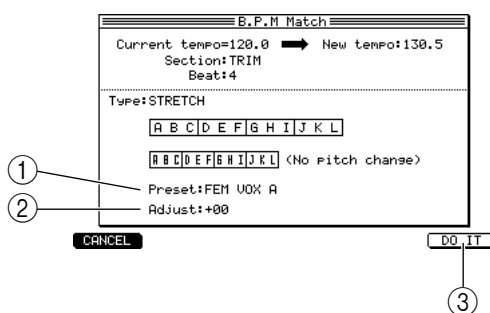 B.P.M Match
Current tempo=120.0 New tempo:130.5
Section:TRIM
Beat:4
Type:STRETCH
A B C D E F G H I J K L
A B C D E F G H I J K L (No pitch change)
1 Preset:FEM VOX A
2 Adjust:+00
CANCEL DO IT
3